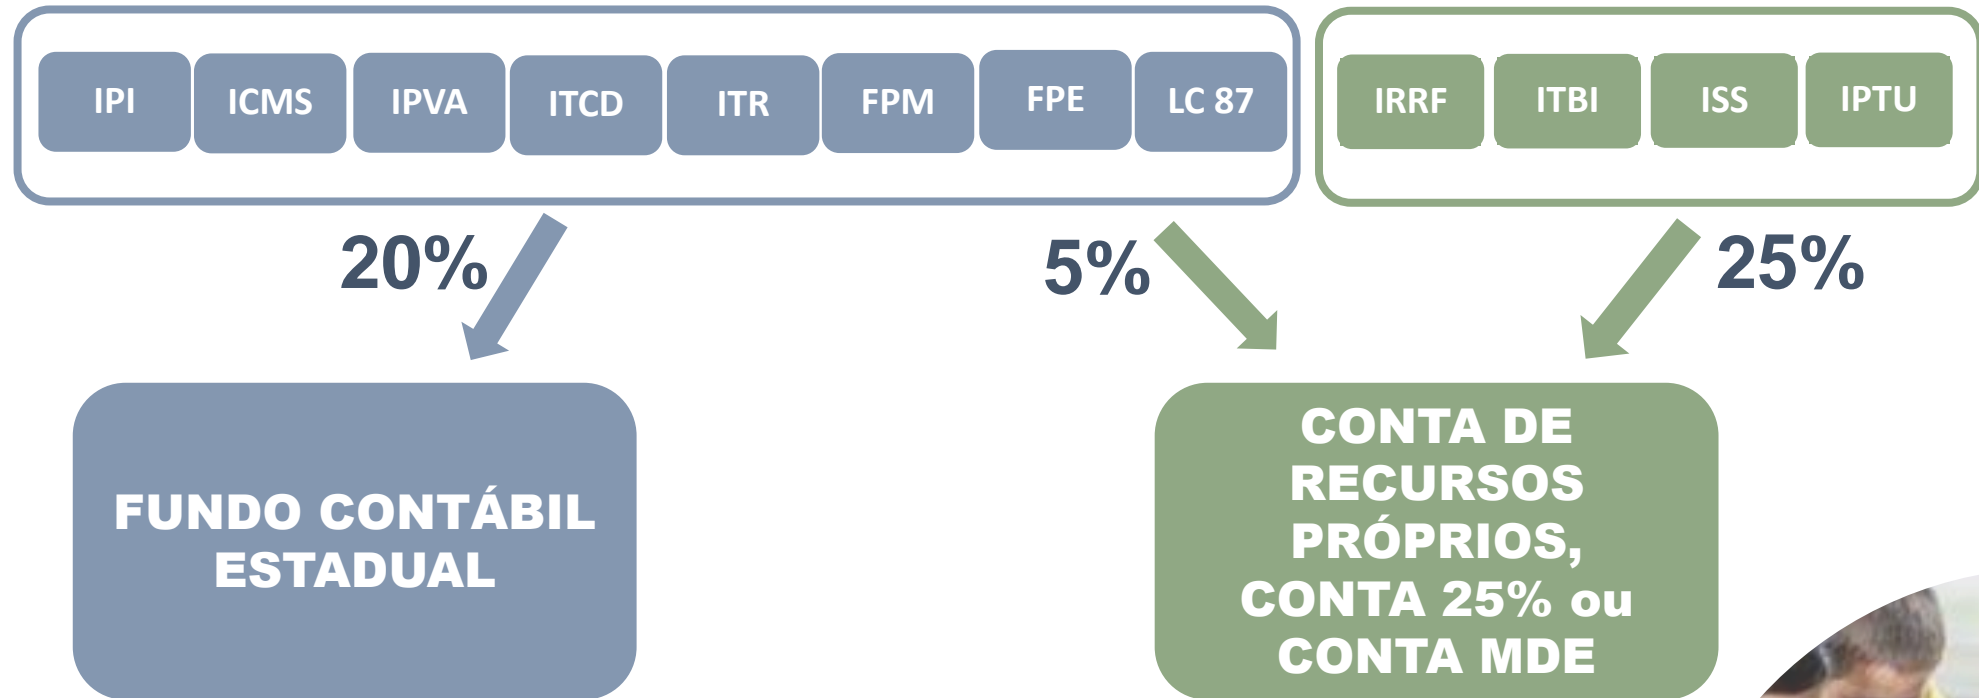 IPI ICMS IPVA ITCD ITR FPM FPE LC 87 IRRF ITBI ISS IPTU
20% 5% 25%
FUNDO CONTÁBIL
ESTADUAL
CONTA DE
RECURSOS
PRÓPRIOS,
CONTA 25% ou
CONTA MDE